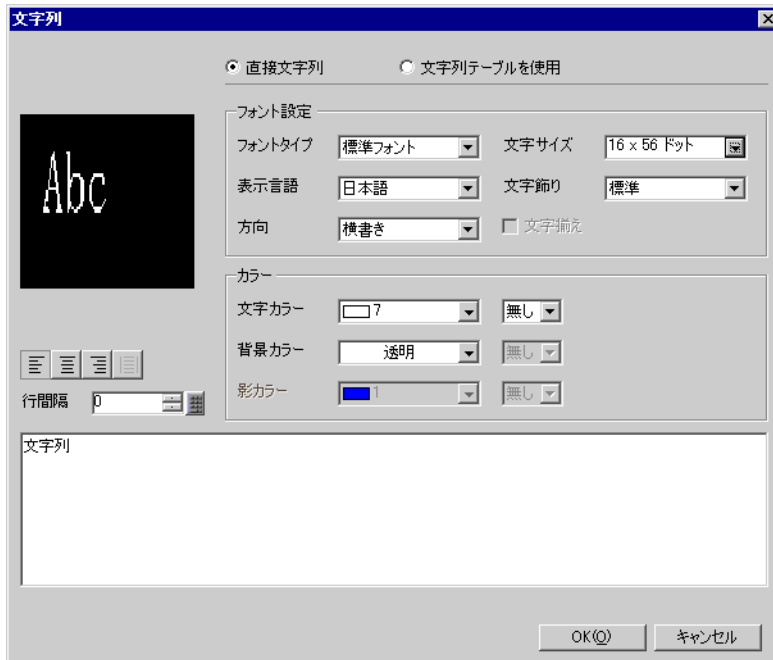 文字列
直接文字列 文字列テーブルを使用
フォント設定
フォントタイプ 標準フォント 文字サイズ 16 x 56 ドット
表示言語 日本語 文字飾り 標準
方向 横書き 文字揃え
Abc
カラー
文字カラー 7 無し
背景カラー 透明 無し
影カラー 1 無し
行間隔 0
文字列
OK(O) キャンセル